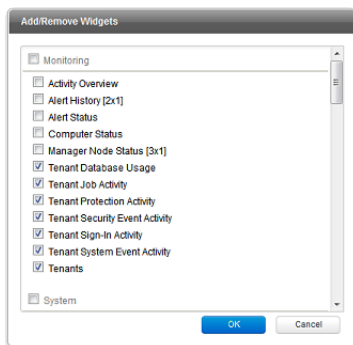 Add/Remove Widgets
Monitoring
Activity Overview
Alert History [2x1]
Alert Status
Computer Status
Manager Node Status [3x1]
Tenant Database Usage
Tenant Job Activity
Tenant Protection Activity
Tenant Security Event Activity
Tenant Sign-In Activity
Tenant System Event Activity
Tenants
System
OK Cancel